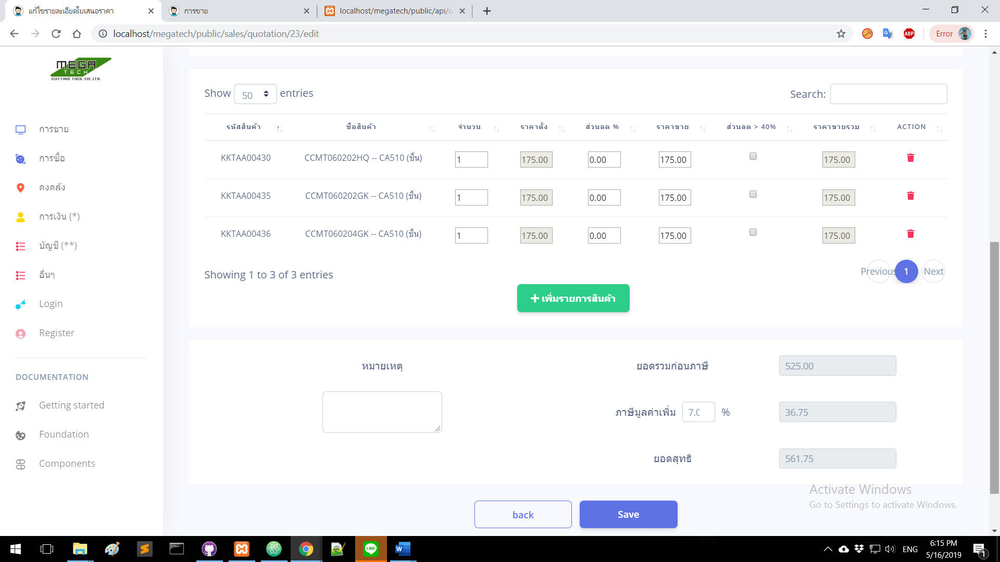 แก้ไขรายละเอียดใบเสนอราคา
การขาย
localhost/megatech/public/api/o
localhost/megatech/public/sales/quotation/23/edit
ABP
Error
MEGA
TECH
CUTTING TOOL CO.,LTD.
การขาย
การซื้อ
คงคลัง
การเงิน (*)
บัญชี (**)
อื่นๆ
Login
Register
DOCUMENTATION
Getting started
Foundation
Components
Show 50 entries
Search:
รหัสสินค้า ชื่อสินค้า จำนวน ราคาตั้ง ส่วนลด % ราคาขาย ส่วนลด > 40% ราคาขายรวม ACTION
KKTAA00430 CCMT060202HQ -- CA510 (ชิ้น) 1 175.00 0.00 175.00 175.00
KKTAA00435 CCMT060202GK -- CA510 (ชิ้น) 1 175.00 0.00 175.00 175.00
KKTAA00436 CCMT060204GK -- CA510 (ชิ้น) 1 175.00 0.00 175.00 175.00
Showing 1 to 3 of 3 entries
Previous 1 Next
เพิ่มรายการสินค้า
หมายเหตุ
ยอดรวมก่อนภาษี 525.00
ภาษีมูลค่าเพิ่ม 7.0 % 36.75
ยอดสุทธิ 561.75
Activate Windows
Go to Settings to activate Windows.
back
Save
LINE
ENG
6:15 PM
5/16/2019
1